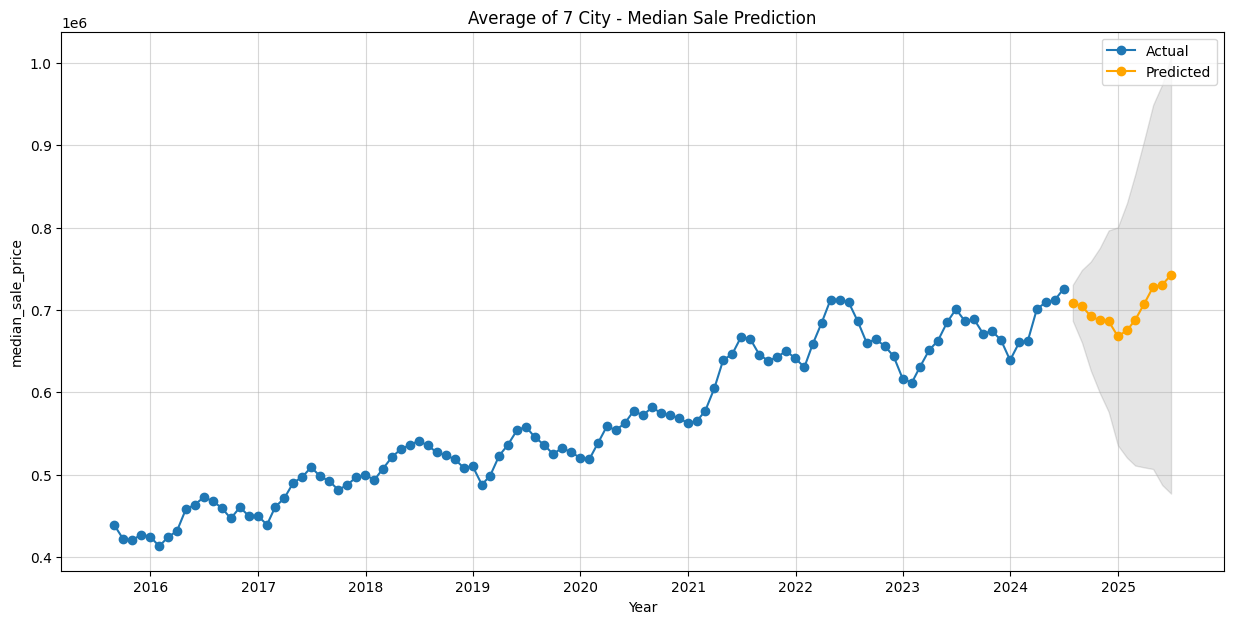 Average of 7 City - Median Sale Prediction
1e6
Actual
Predicted
1.0
0.9
0.8
0.7
0.6
0.5
0.4
median_sale_price
2016 2017 2018 2019 2020 2021 2022 2023 2024 2025
Year